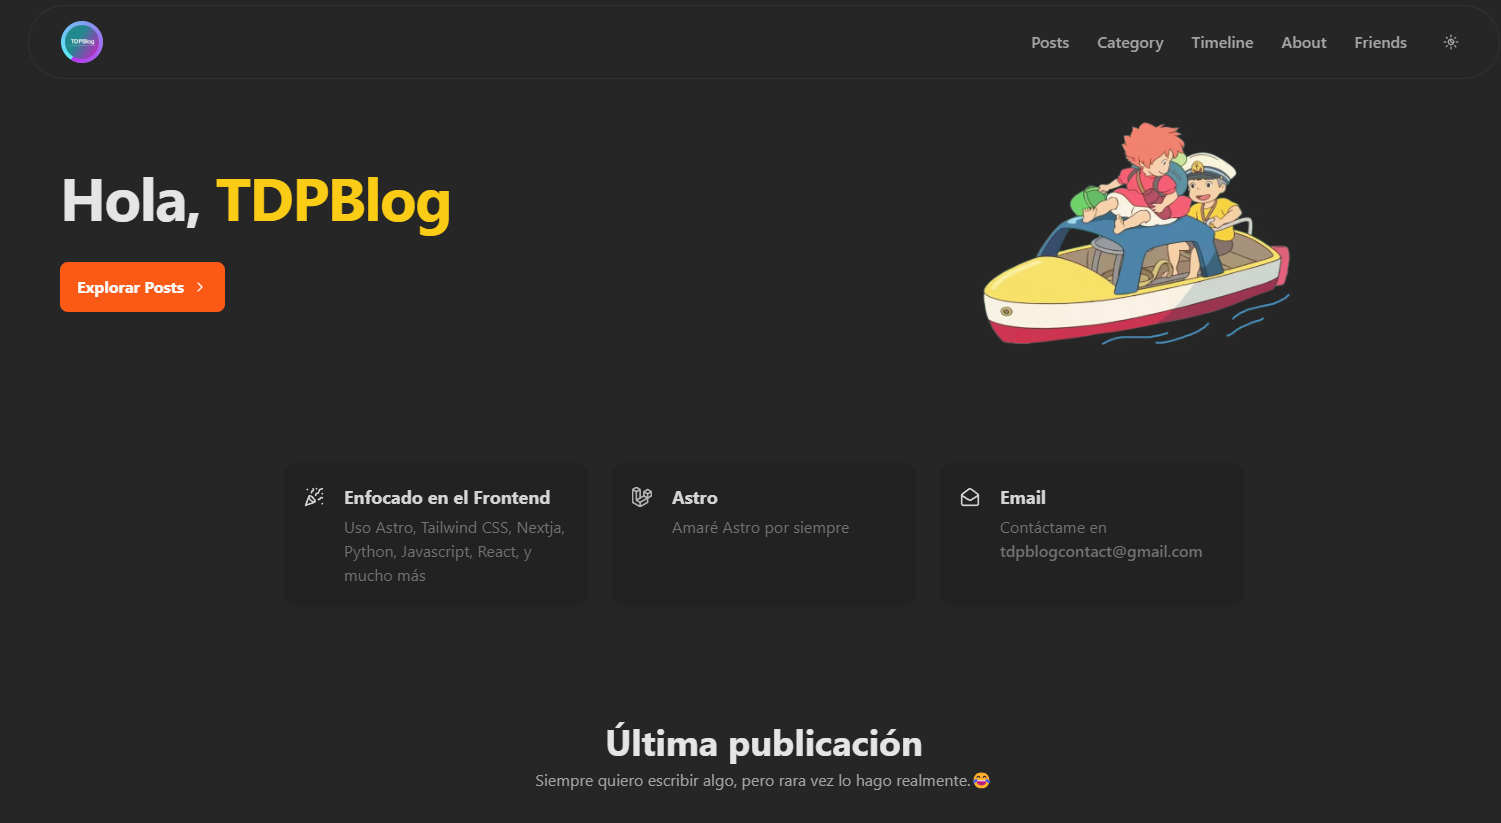 TDPBlog
Posts Category Timeline About Friends
Hola, TDPBlog
Explorar Posts
Enfocado en el Frontend
Uso Astro, Tailwind CSS, Nextja,
Python, Javascript, React, y
mucho más
Astro
Amaré Astro por siempre
Email
Contáctame en
tdpblogcontact@gmail.com
Última publicación
Siempre quiero escribir algo, pero rara vez lo hago realmente.😂